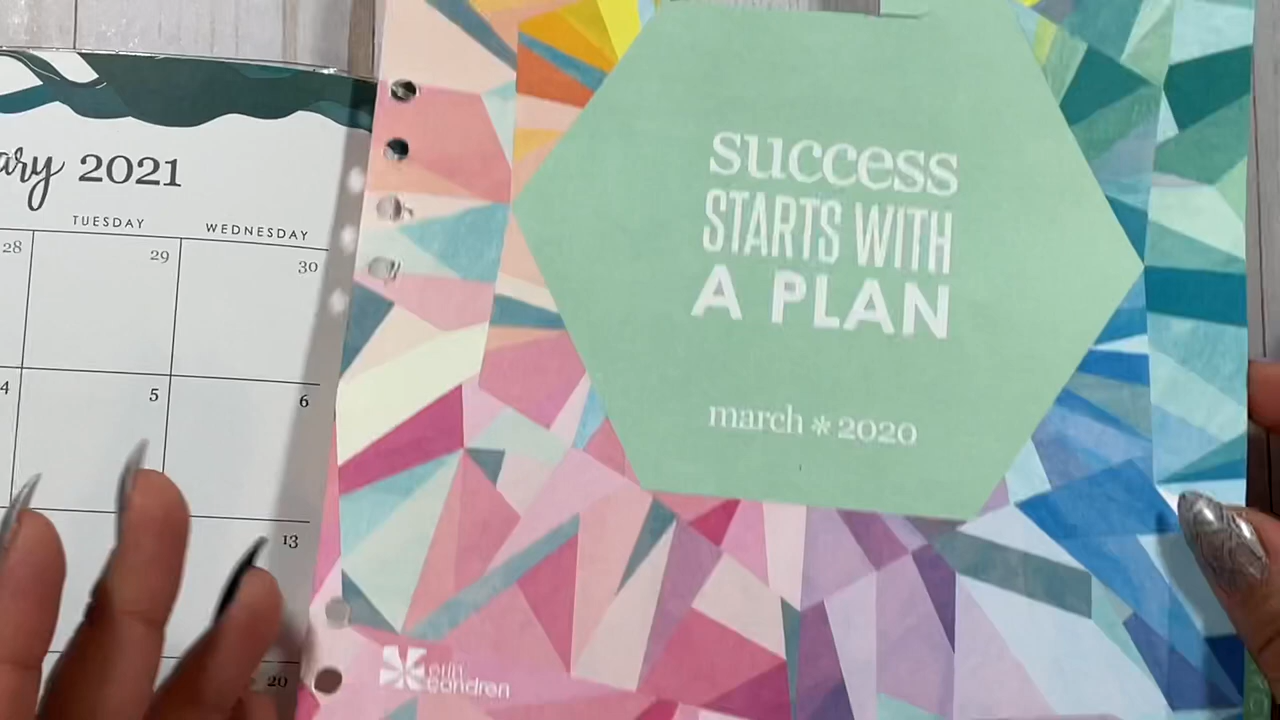 ary 2021
TUESDAY WEDNESDAY
28 29 30
4 5 6
13
20
success
STARTS WITH
A PLAN
march * 2020
erin
condren